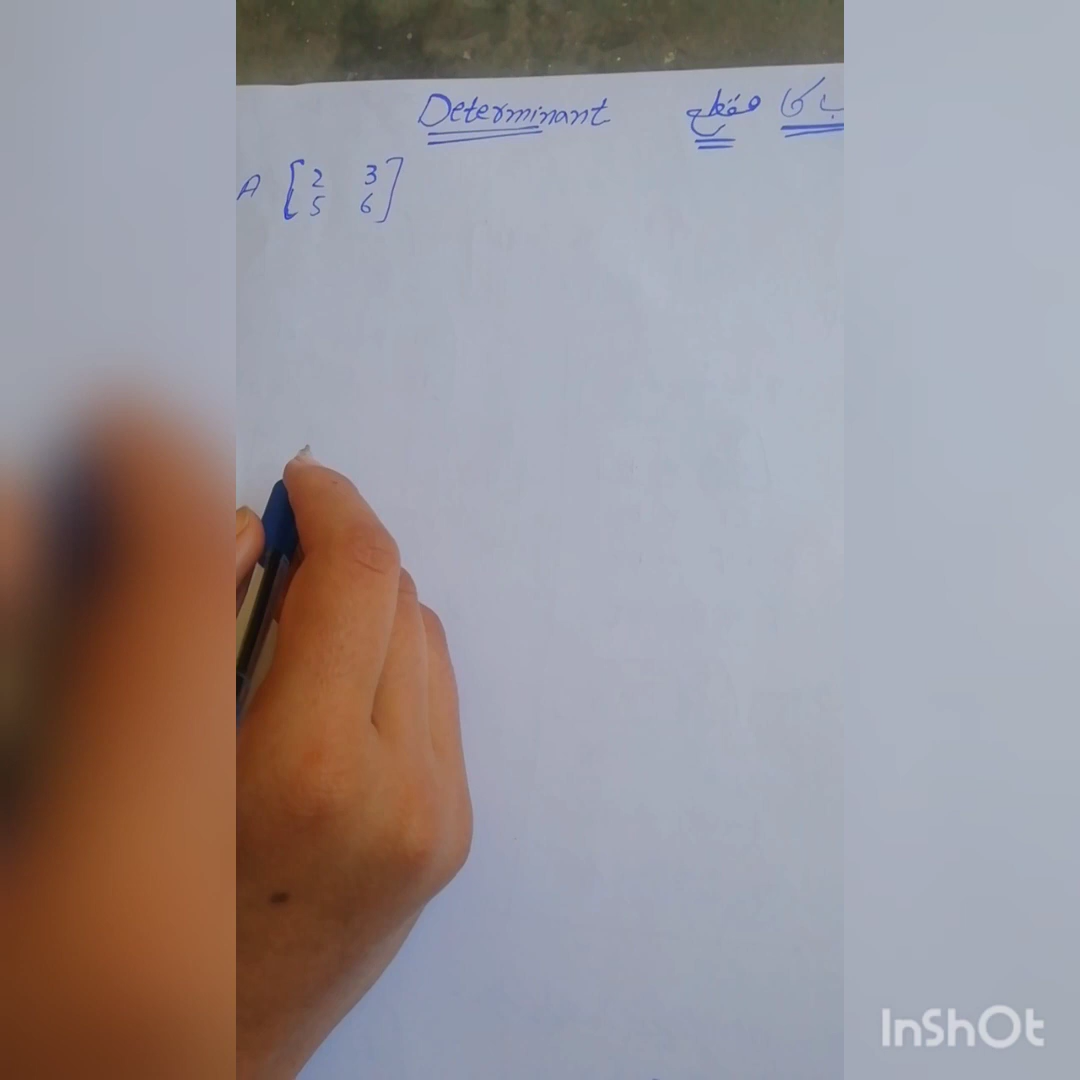 Determinant مقطع
A [2 3
5 6]
InShOt